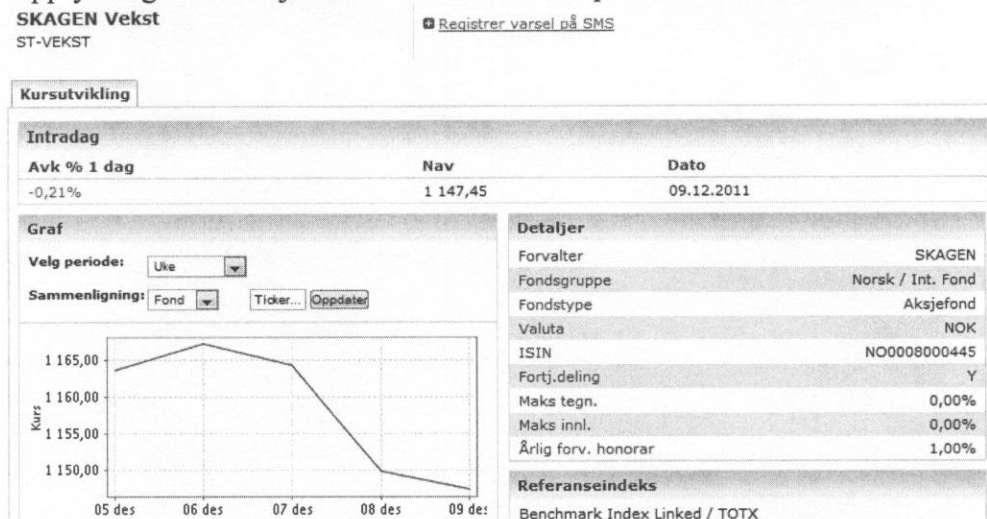 SKAGEN Vekst
ST-VEKST
Registrer varsel på SMS
Kursutvikling
Intradag
Avk % 1 dag Nav Dato
-0,21% 1 147,45 09.12.2011
Graf
Velg periode: Uke
Sammenligning: Fond Ticker... Oppdater
Kurs
1 165,00
1 160,00
1 155,00
1 150,00
05 des 06 des 07 des 08 des 09 des
Detaljer
Forvalter SKAGEN
Fondsgruppe Norsk / Int. Fond
Fondstype Aksjefond
Valuta NOK
ISIN NO0008000445
Fortj.deling Y
Maks tegn. 0,00%
Maks innl. 0,00%
Årlig forv. honorar 1,00%
Referanseindeks
Benchmark Index Linked / TOTX